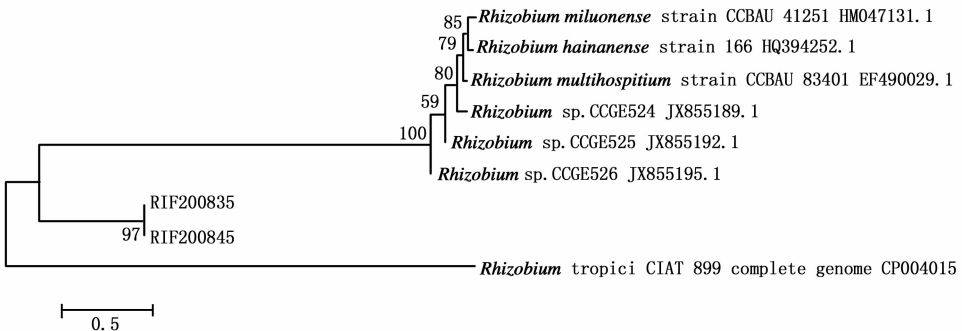 85
Rhizobium miluonense strain CCBAU 41251 HM047131.1
79
Rhizobium hainanense strain 166 HQ394252.1
80
Rhizobium multihospitium strain CCBAU 83401 EF490029.1
59
Rhizobium sp.CCGE524 JX855189.1
100
Rhizobium sp.CCGE525 JX855192.1
Rhizobium sp.CCGE526 JX855195.1
RIF200835
97
RIF200845
Rhizobium tropici CIAT 899 complete genome CP004015
0.5